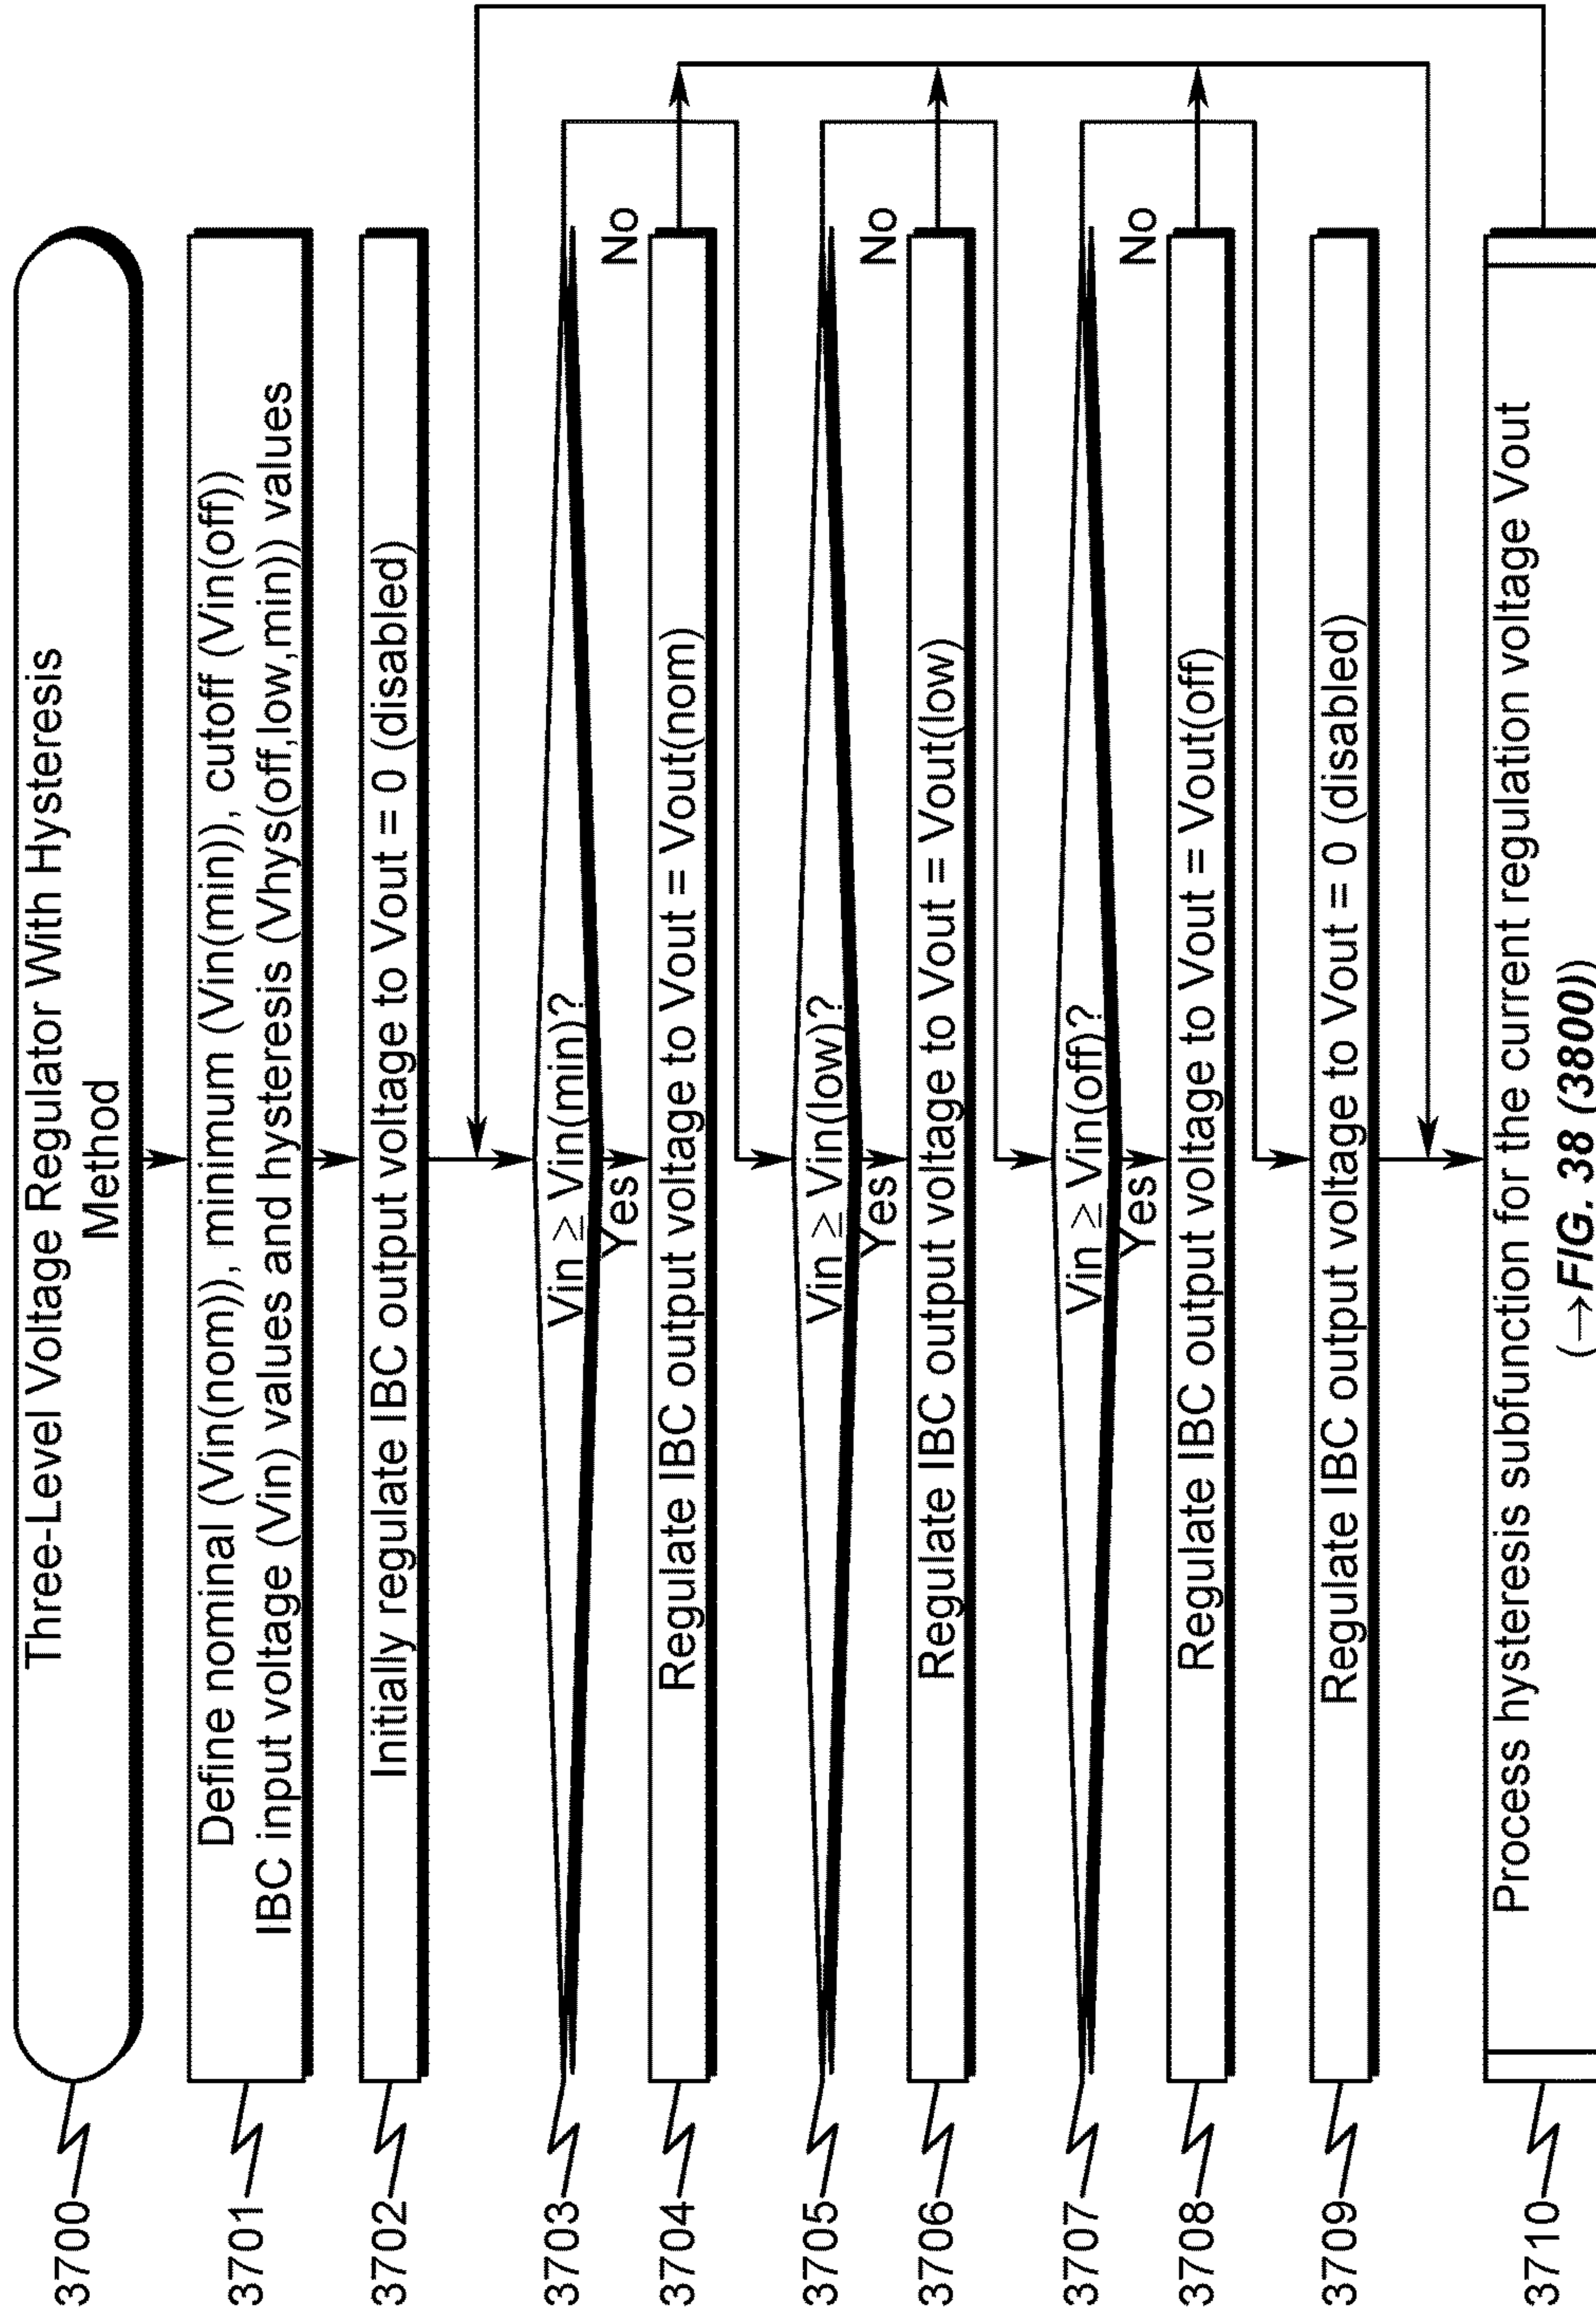 3700
Three-Level Voltage Regulator With Hysteresis
Method
3701
Define nominal (Vin(nom)), minimum (Vin(min)), cutoff (Vin(off))
IBC input voltage (Vin) values and hysteresis (Vhys(off,low,min)) values
3702
Initially regulate IBC output voltage to Vout = 0 (disabled)
3703
Vin ≥ Vin(min)?
Yes
No
3704
Regulate IBC output voltage to Vout = Vout(nom)
3705
Vin ≥ Vin(low)?
Yes
No
3706
Regulate IBC output voltage to Vout = Vout(low)
3707
Vin ≥ Vin(off)?
Yes
No
3708
Regulate IBC output voltage to Vout = Vout(off)
3709
Regulate IBC output voltage to Vout = 0 (disabled)
3710
Process hysteresis subfunction for the current regulation voltage Vout
(→FIG. 38 (3800))